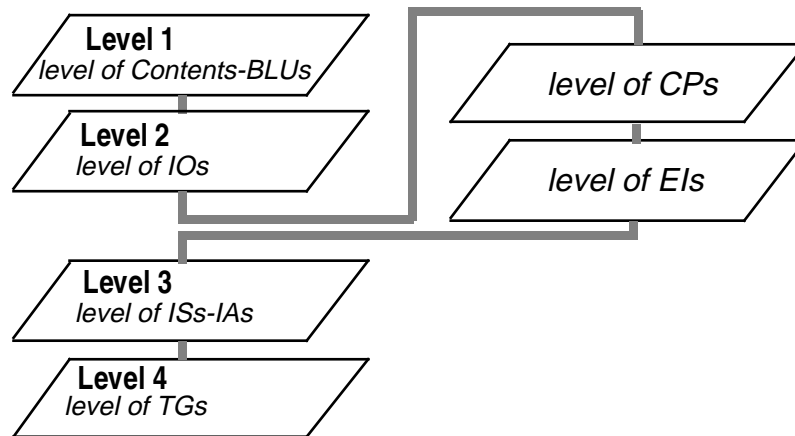 Level 1
level of Contents-BLUs
Level 2
level of IOs
level of CPs
level of EIs
Level 3
level of ISs-IAs
Level 4
level of TGs